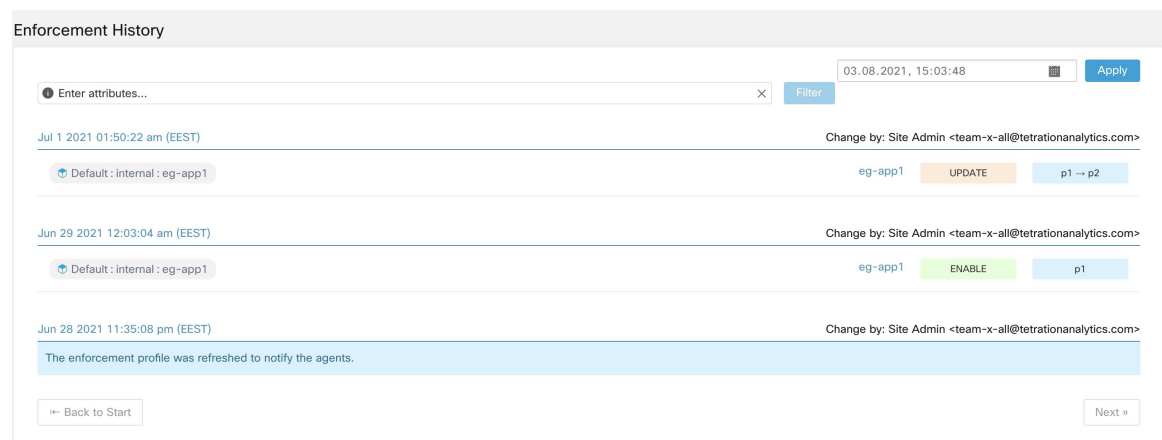 Enforcement History
03.08.2021, 15:03:48
Apply
Enter attributes...
Filter
Jul 1 2021 01:50:22 am (EEST) Change by: Site Admin <team-x-all@tetrationanalytics.com>
Default : internal : eg-app1 eg-app1 UPDATE p1 → p2
Jun 29 2021 12:03:04 am (EEST) Change by: Site Admin <team-x-all@tetrationanalytics.com>
Default : internal : eg-app1 eg-app1 ENABLE p1
Jun 28 2021 11:35:08 pm (EEST) Change by: Site Admin <team-x-all@tetrationanalytics.com>
The enforcement profile was refreshed to notify the agents.
⇤ Back to Start Next »